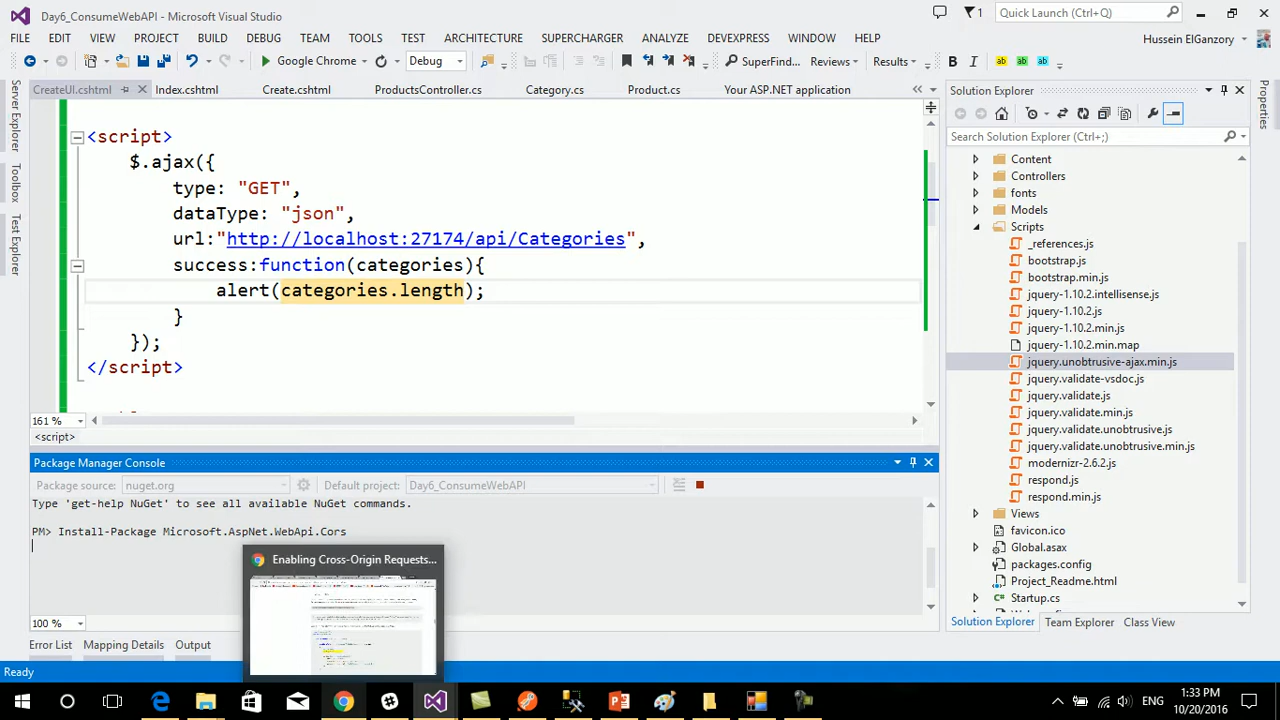 Day6_ConsumeWebAPI - Microsoft Visual Studio
1
Quick Launch (Ctrl+Q)
FILE EDIT VIEW PROJECT BUILD DEBUG TEAM TOOLS TEST ARCHITECTURE SUPERCHARGER ANALYZE DEVEXPRESS WINDOW HELP
Hussein ElGanzory
Google Chrome Debug SuperFind... Reviews Results B I ab ab ab
CreateUI.cshtml Index.cshtml Create.cshtml ProductsController.cs Category.cs Product.cs Your ASP.NET application
Server Explorer
Toolbox
Test Explorer
<script>
$.ajax({
type: "GET",
dataType: "json",
url:"http://localhost:27174/api/Categories",
success:function(categories){
alert(categories.length);
}
});
</script>
161 %
<script>
Package Manager Console
Package source: nuget.org Default project: Day6_ConsumeWebAPI
Type 'get-help NuGet' to see all available NuGet commands.
PM> Install-Package Microsoft.AspNet.WebApi.Cors
Enabling Cross-Origin Requests...
100 %
Error List Mapping Details Output
Ready
Solution Explorer
Search Solution Explorer (Ctrl+;)
Content
Controllers
fonts
Models
Scripts
_references.js
bootstrap.js
bootstrap.min.js
jquery-1.10.2.intellisense.js
jquery-1.10.2.js
jquery-1.10.2.min.js
jquery-1.10.2.min.map
jquery.unobtrusive-ajax.min.js
jquery.validate-vsdoc.js
jquery.validate.js
jquery.validate.min.js
jquery.validate.unobtrusive.js
jquery.validate.unobtrusive.min.js
modernizr-2.6.2.js
respond.js
respond.min.js
Views
favicon.ico
Global.asax
packages.config
Project_Readme.html
Startup.cs
Solution Explorer Team Explorer Class View
Properties
ENG
1:33 PM
10/20/2016